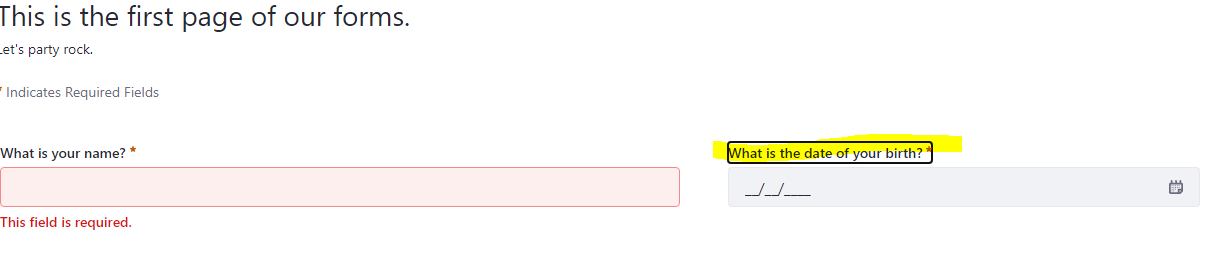 This is the first page of our forms.
Let's party rock.
* Indicates Required Fields
What is your name? *
What is the date of your birth? *
__/__/____
This field is required.